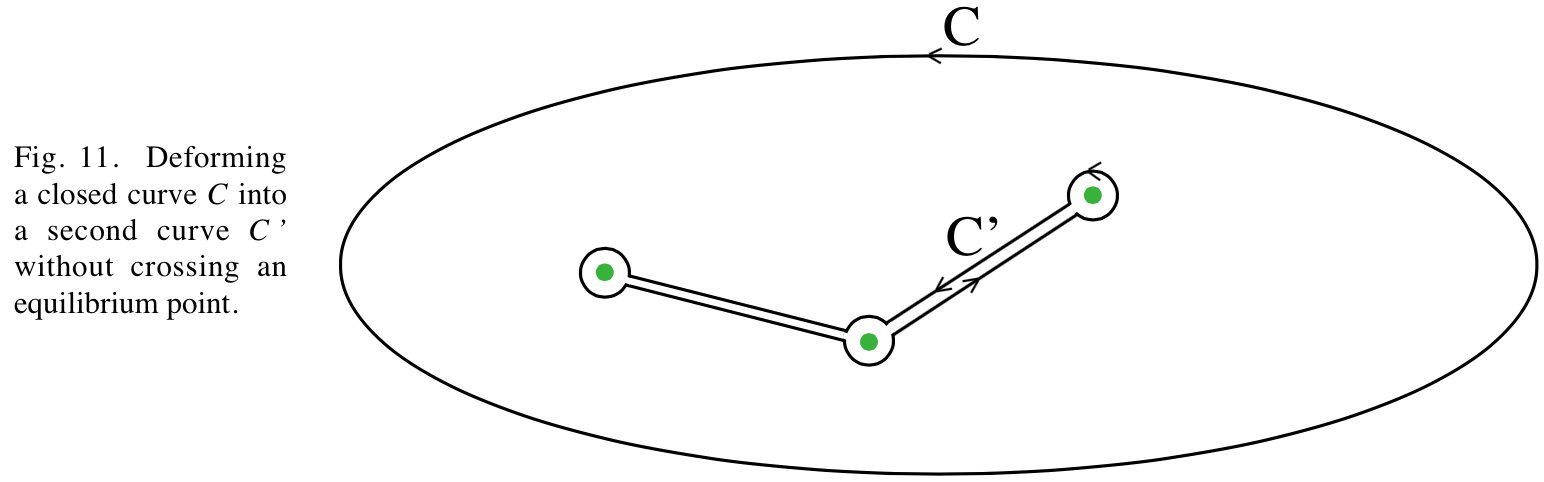 C
Fig. 11. Deforming
a closed curve C into
a second curve C ’
without crossing an
equilibrium point.
C’